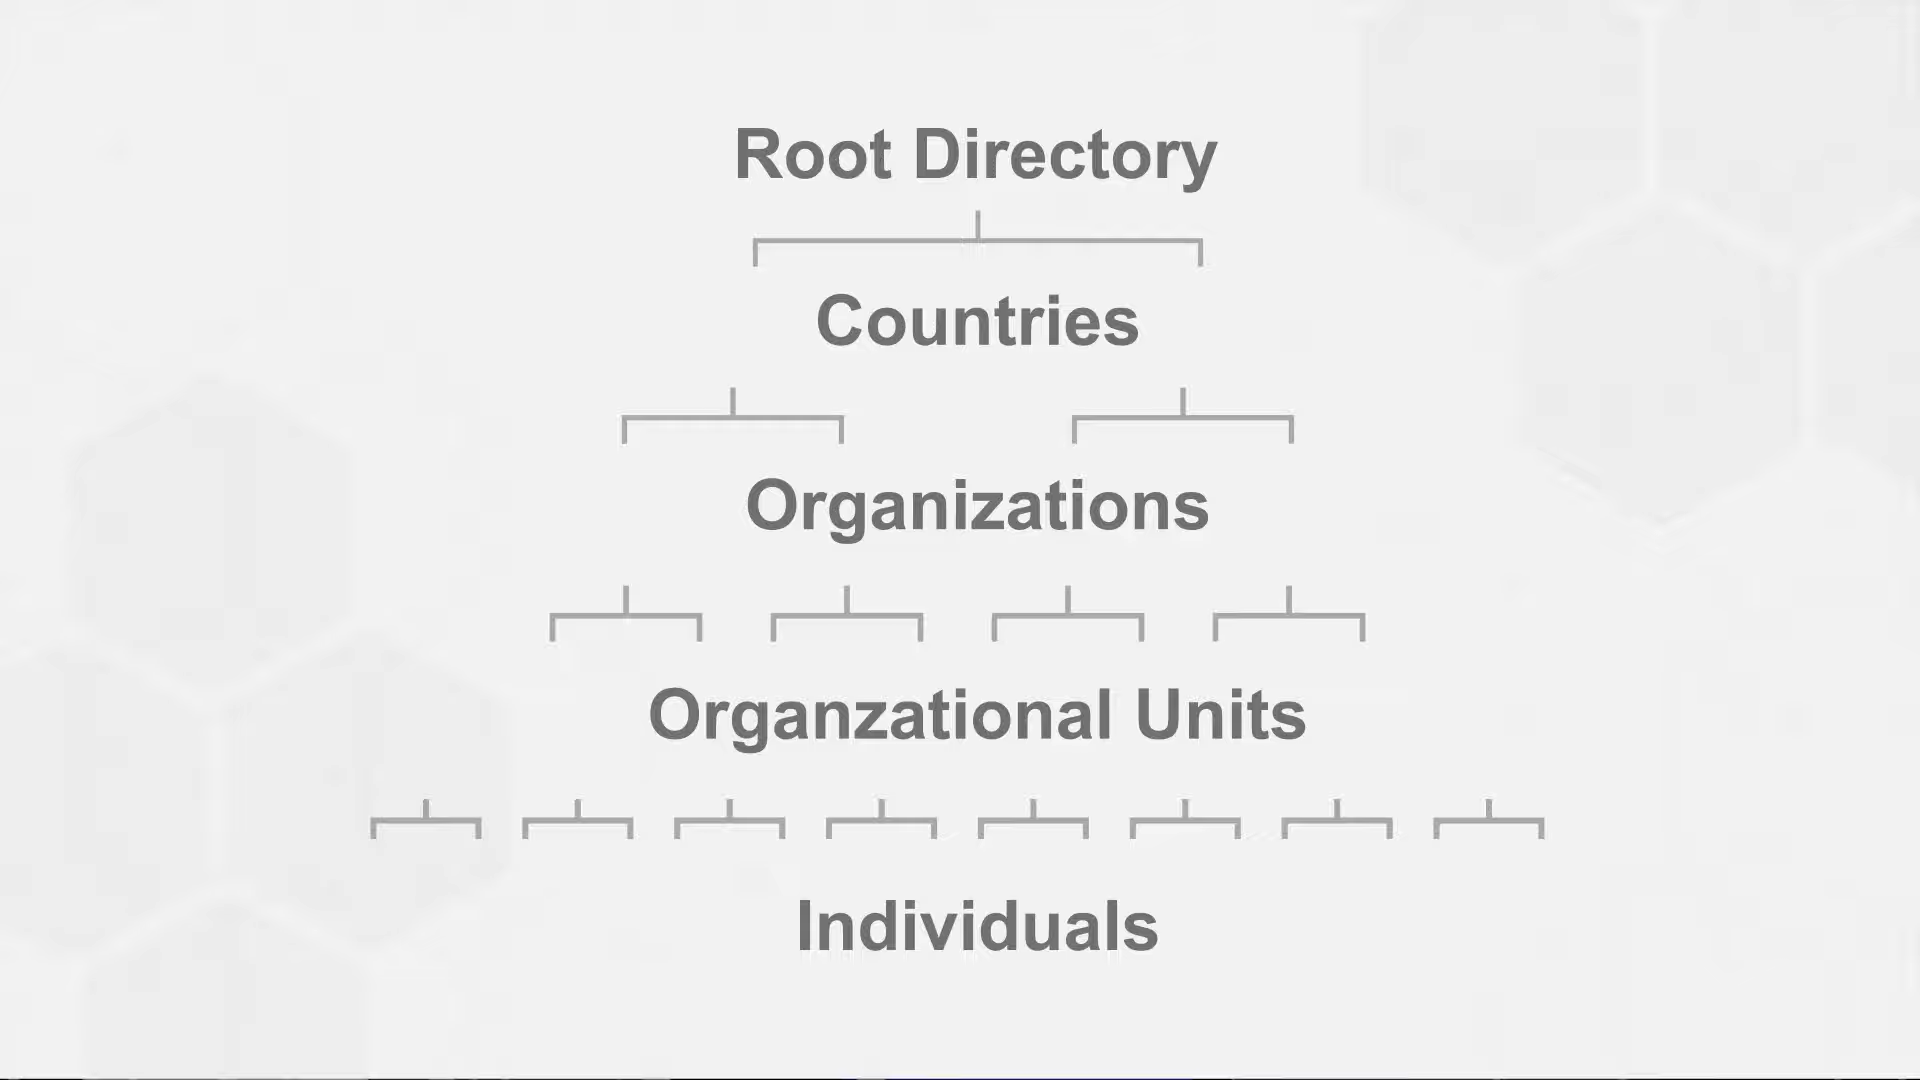 Root Directory
Countries
Organizations
Organzational Units
Individuals